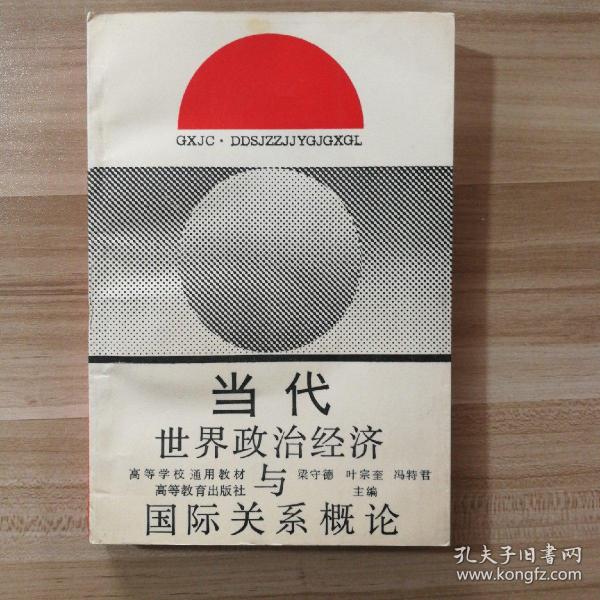 GXJC·DDSJZZJJYGJGXGL
当代
世界政治经济
高等学校通用教材
高等教育出版社
与
梁守德 叶宗奎 冯特君
主编
国际关系概论
孔夫子旧书网
www.kongfz.com